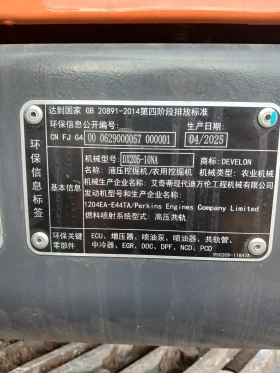 达到国家 GB 20891-2014第四阶段排放标准
环保信息公开编号 生产日期
CN FJ G4 00 0629000057 000001 04/2025
环保信息标签
基本信息
机械型号: DX205-10NA 商标: DEVELON
名称: 液压挖掘机/农用挖掘机 机械类型: 农业机械
机械生产企业名称: 艾奇蒂现代迪万伦工程机械有限公司
发动机型号/生产企业:
1204EA-E44TA/Perkins Engines Company Limited
燃料喷射系统型式: 高压共轨
环保关键零部件
ECU、增压器、喷油泵、喷油器、共轨管、
中冷器、EGR、DOC、DPF、NCD、PCD
950209-11847A